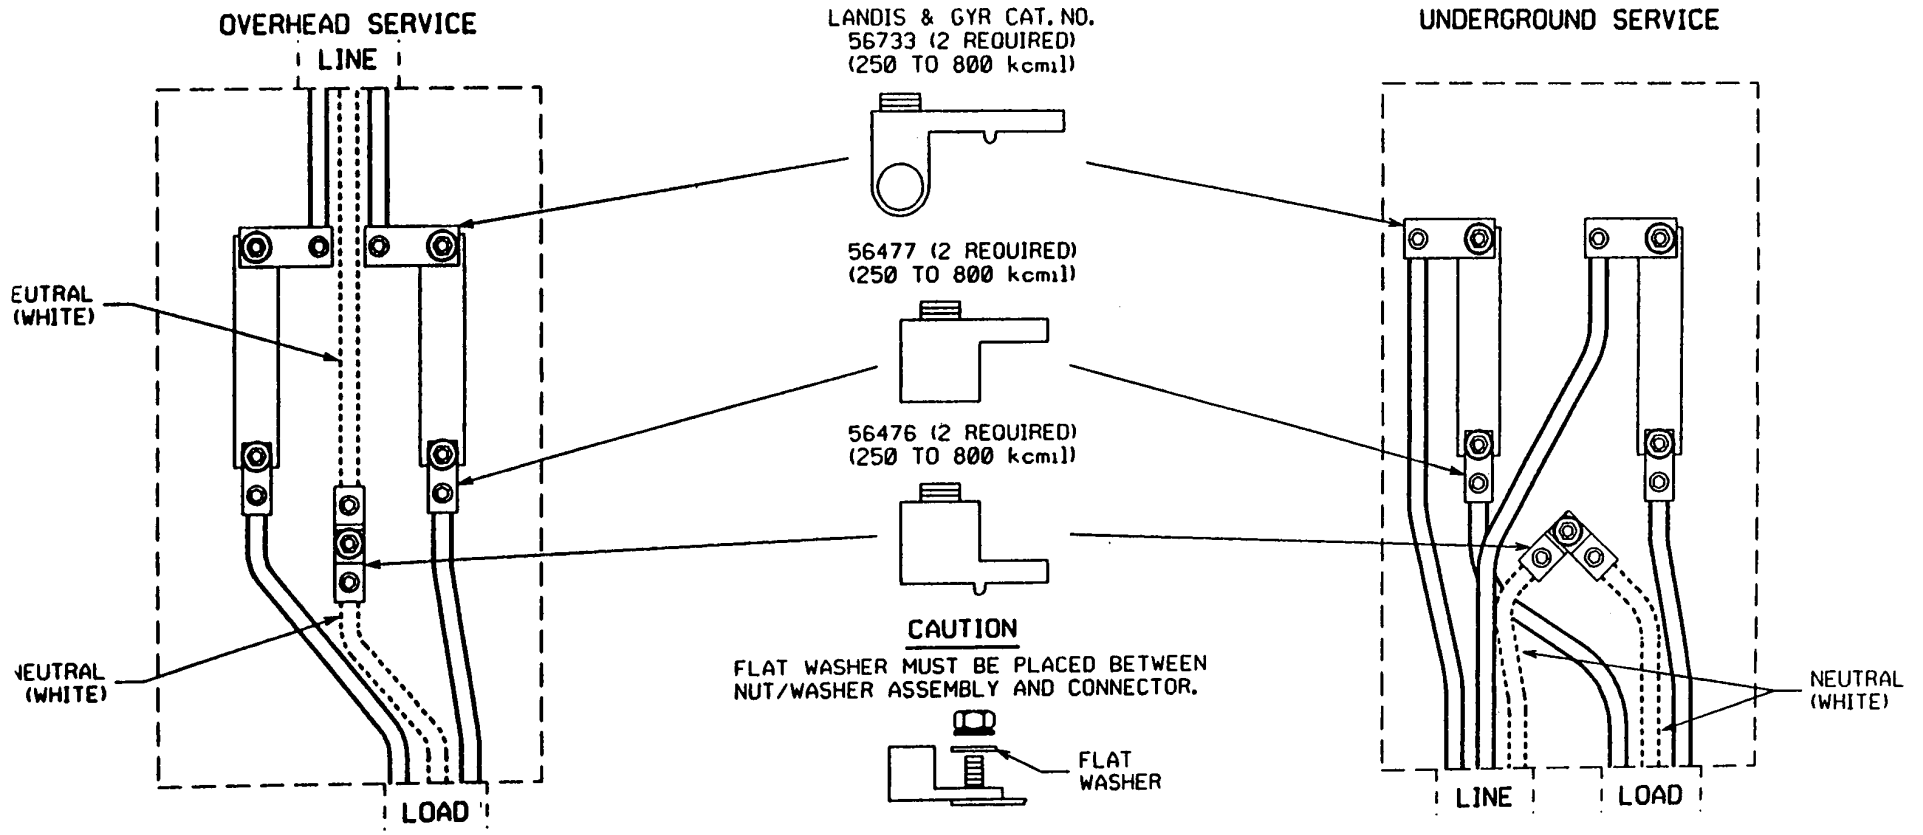 OVERHEAD SERVICE
LINE
EUTRAL
(WHITE)
NEUTRAL
(WHITE)
LOAD
LANDIS & GYR CAT. NO.
56733 (2 REQUIRED)
(250 TO 800 kcmil)
56477 (2 REQUIRED)
(250 TO 800 kcmil)
56476 (2 REQUIRED)
(250 TO 800 kcmil)
CAUTION
FLAT WASHER MUST BE PLACED BETWEEN
NUT/WASHER ASSEMBLY AND CONNECTOR.
FLAT
WASHER
UNDERGROUND SERVICE
NEUTRAL
(WHITE)
LINE
LOAD